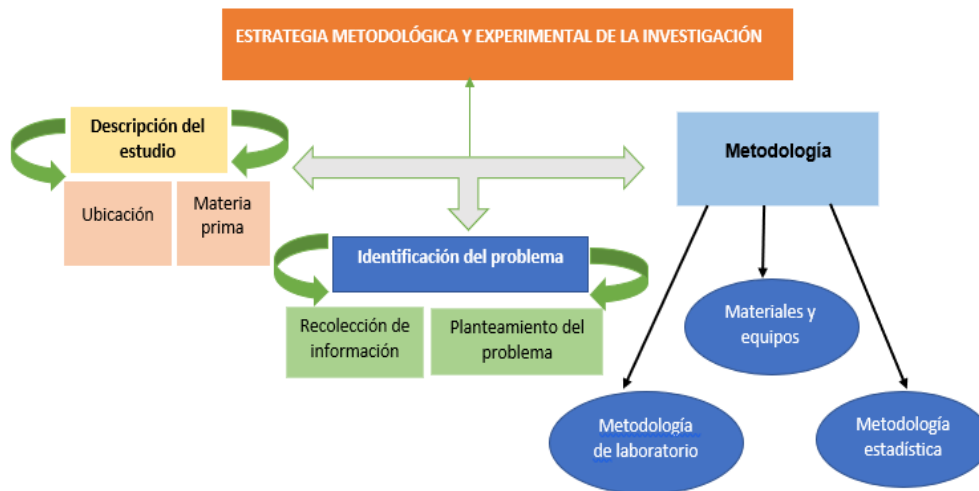 ESTRATEGIA METODOLÓGICA Y EXPERIMENTAL DE LA INVESTIGACIÓN
Descripción del
estudio
Ubicación
Materia
prima
Identificación del problema
Recolección de
información
Planteamiento del
problema
Metodología
Materiales y
equipos
Metodología
de laboratorio
Metodología
estadística